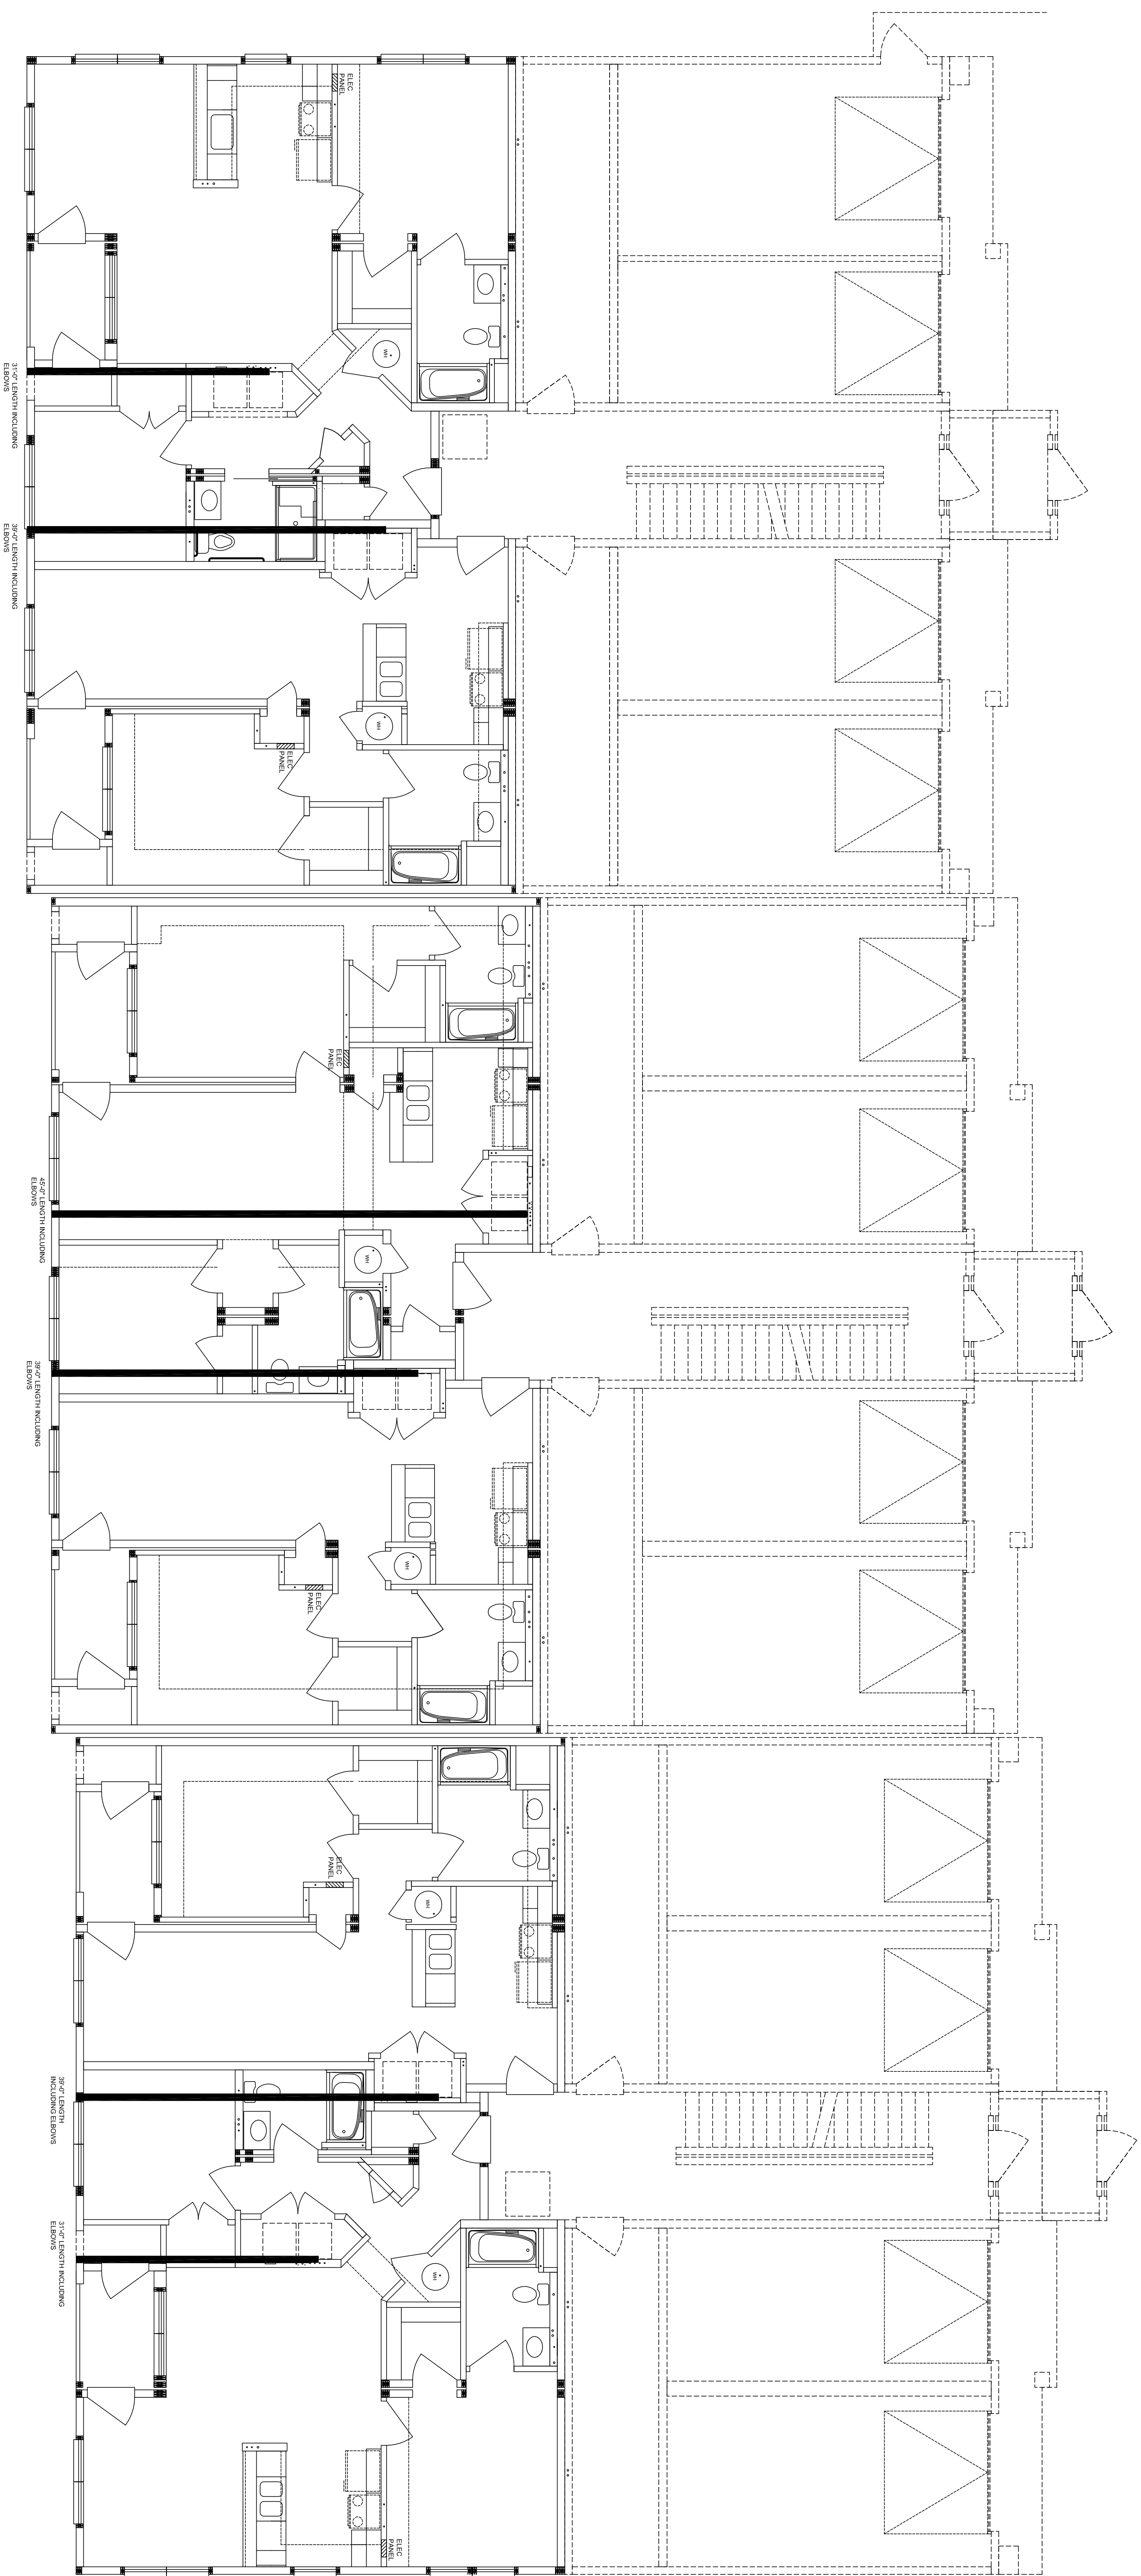 ELEC
PANEL
WH
31'-0" LENGTH INCLUDING
ELBOWS
39'-0" LENGTH INCLUDING
ELBOWS
WH
ELEC
PANEL
ELEC
PANEL
45'-0" LENGTH INCLUDING
ELBOWS
WH
39'-0" LENGTH INCLUDING
ELBOWS
WH
ELEC
PANEL
ELEC
PANEL
WH
39'-0" LENGTH
INCLUDING ELBOWS
31'-0" LENGTH INCLUDING
ELBOWS
WH
ELEC
PANEL